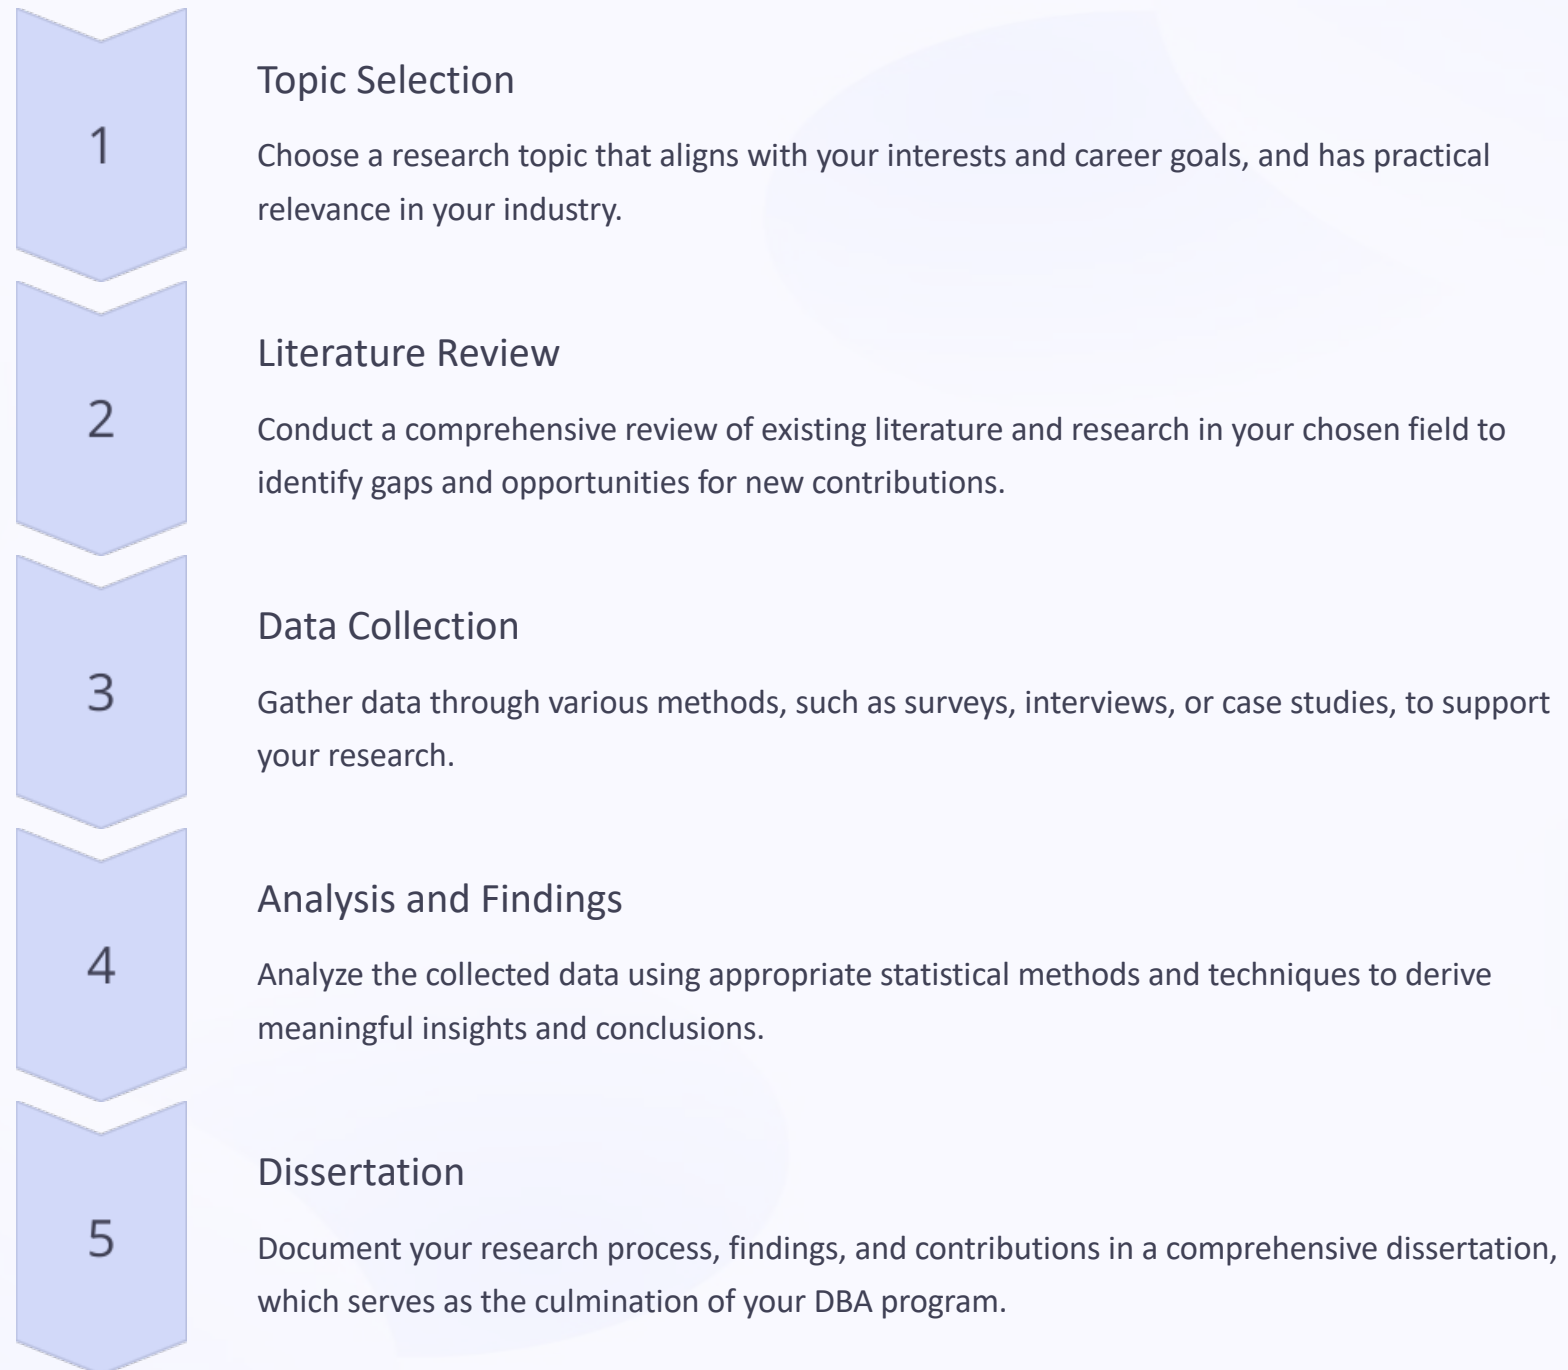 1
Topic Selection
Choose a research topic that aligns with your interests and career goals, and has practical
relevance in your industry.
2
Literature Review
Conduct a comprehensive review of existing literature and research in your chosen field to
identify gaps and opportunities for new contributions.
3
Data Collection
Gather data through various methods, such as surveys, interviews, or case studies, to support
your research.
4
Analysis and Findings
Analyze the collected data using appropriate statistical methods and techniques to derive
meaningful insights and conclusions.
5
Dissertation
Document your research process, findings, and contributions in a comprehensive dissertation,
which serves as the culmination of your DBA program.